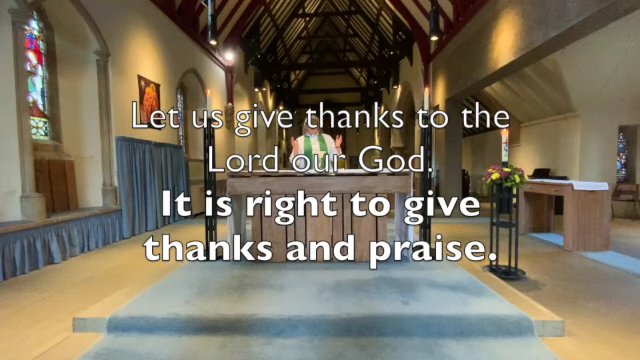 Let us give thanks to the
Lord our God.
It is right to give
thanks and praise.